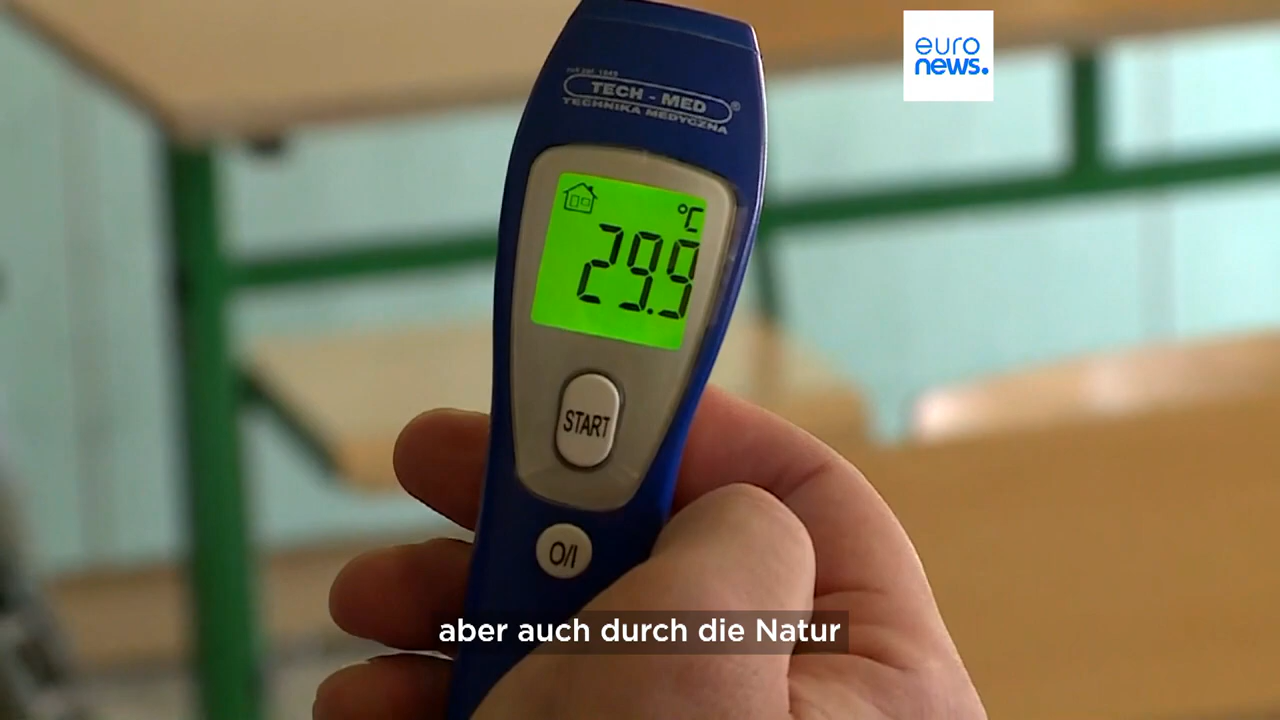 euro
news.
TECH - MED®
TECHNIKA MEDYCZNA
°C
29.9
START
O/I
aber auch durch die Natur